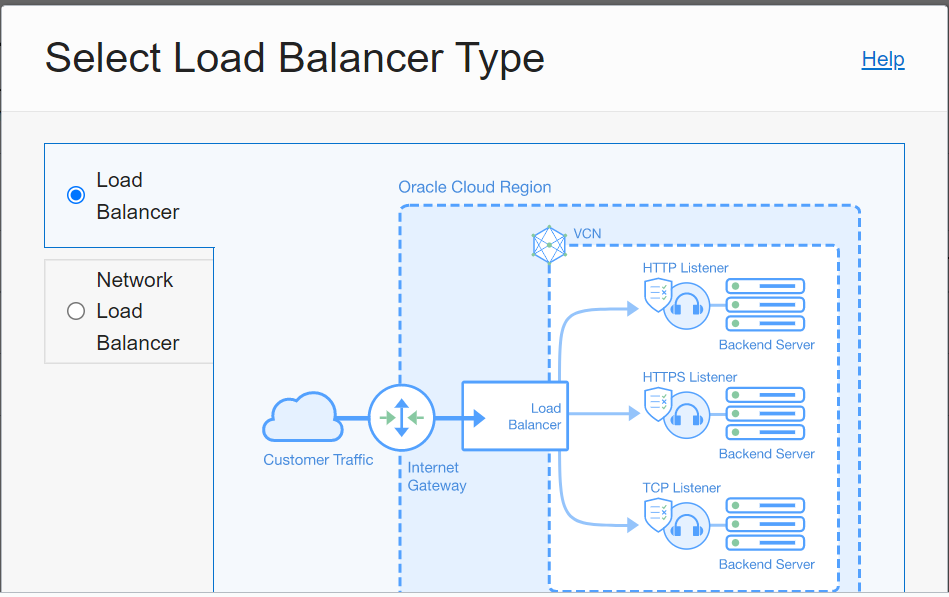 Select Load Balancer Type
Help
Load
Balancer
Network
Load
Balancer
Oracle Cloud Region
VCN
HTTP Listener
Backend Server
HTTPS Listener
Load
Balancer
Backend Server
Customer Traffic
Internet
Gateway
TCP Listener
Backend Server